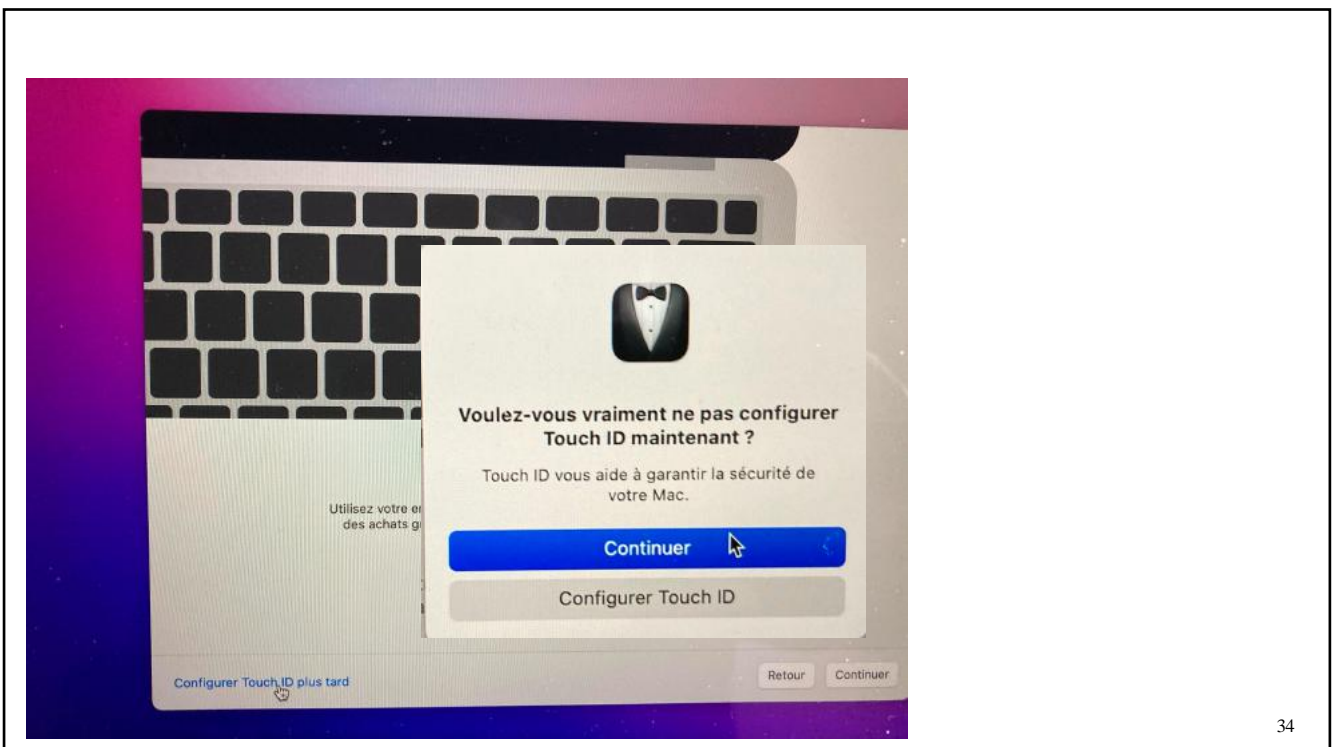 Voulez-vous vraiment ne pas configurer
Touch ID maintenant ?
Touch ID vous aide à garantir la sécurité de
votre Mac.
Continuer
Configurer Touch ID
Utilisez votre
des achats
Configurer Touch ID plus tard
Retour
Continuer
34